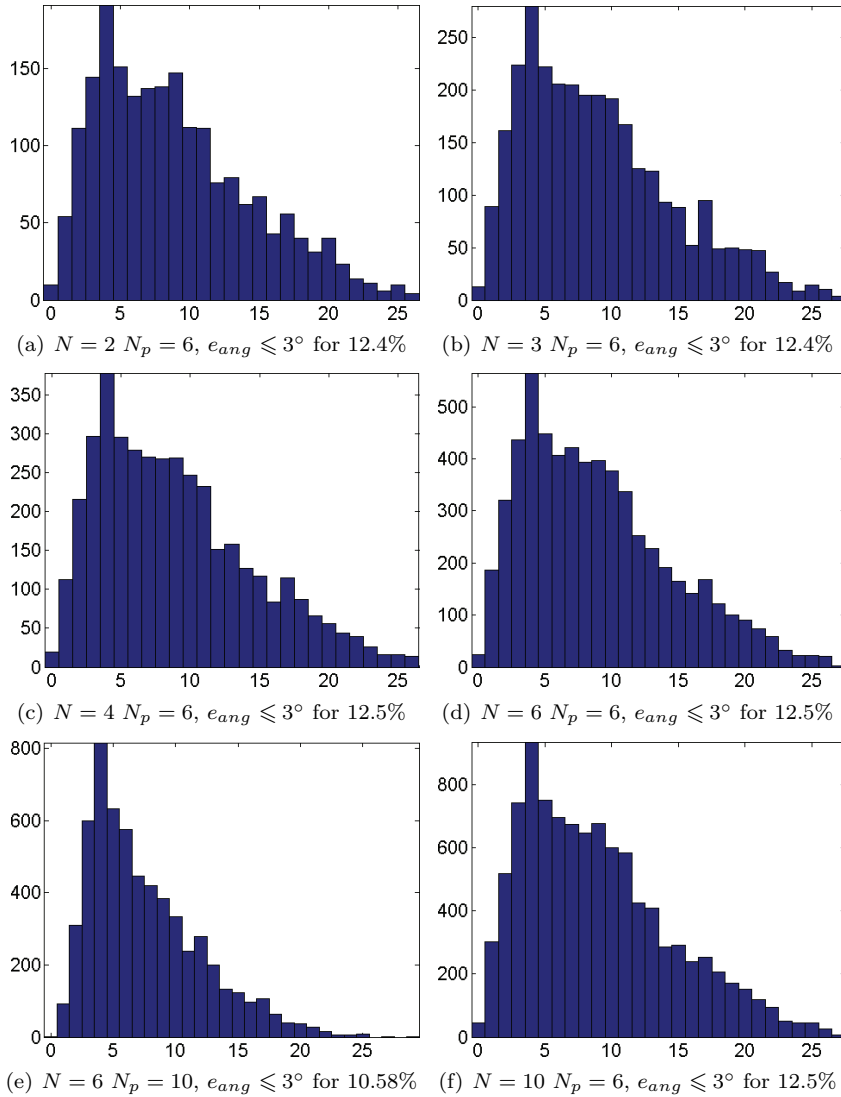 150
100
50
0
0 5 10 15 20 25
(a) N = 2 N_p = 6, e_ang ⩽ 3° for 12.4%
250
200
150
100
50
0
0 5 10 15 20 25
(b) N = 3 N_p = 6, e_ang ⩽ 3° for 12.4%
350
300
250
200
150
100
50
0
0 5 10 15 20 25
(c) N = 4 N_p = 6, e_ang ⩽ 3° for 12.5%
500
400
300
200
100
0
0 5 10 15 20 25
(d) N = 6 N_p = 6, e_ang ⩽ 3° for 12.5%
800
600
400
200
0
0 5 10 15 20 25
(e) N = 6 N_p = 10, e_ang ⩽ 3° for 10.58%
800
600
400
200
0
0 5 10 15 20 25
(f) N = 10 N_p = 6, e_ang ⩽ 3° for 12.5%